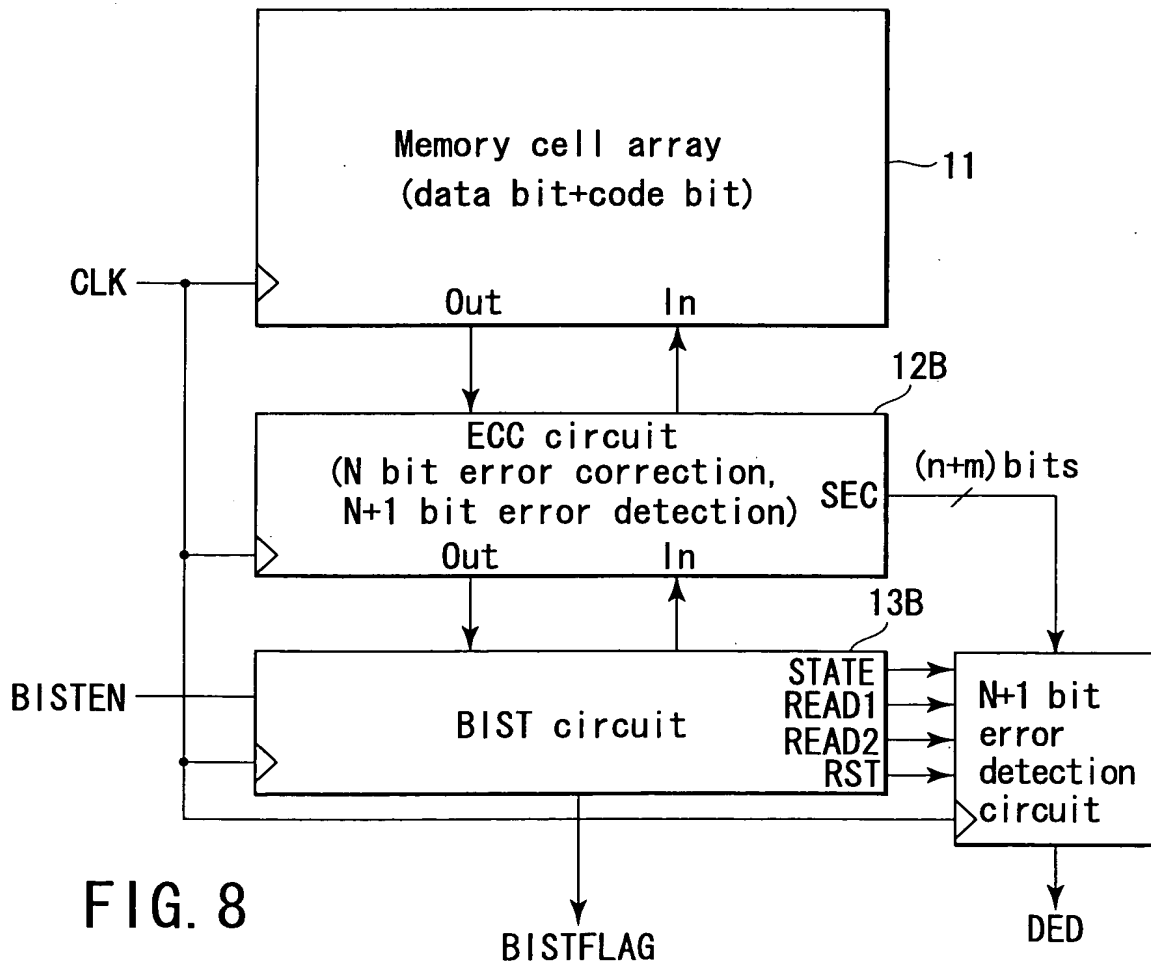 Memory cell array
(data bit+code bit)
11
CLK
Out
In
12B
ECC circuit
(N bit error correction,
N+1 bit error detection)
SEC
(n+m)bits
Out
In
13B
BISTEN
BIST circuit
STATE
READ1
READ2
RST
N+1 bit
error
detection
circuit
FIG. 8
BISTFLAG
DED